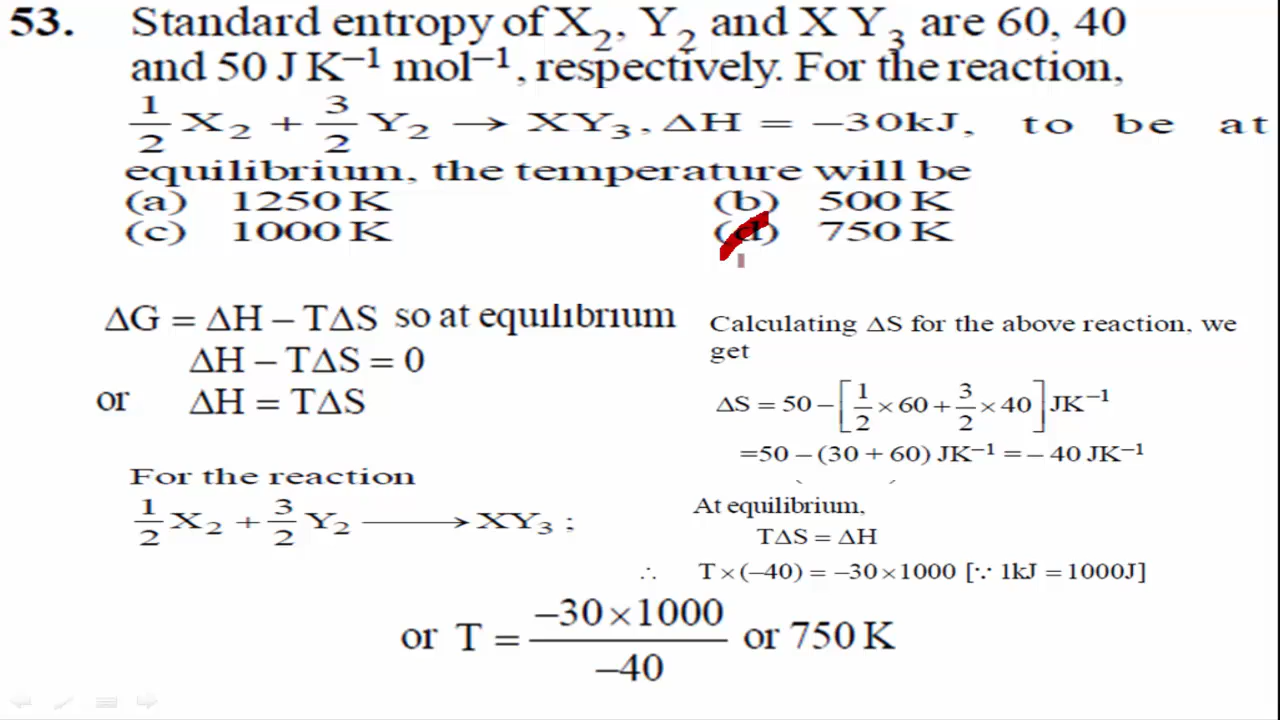 53. Standard entropy of X₂, Y₂ and X Y₃ are 60, 40
and 50 J K⁻¹ mol⁻¹, respectively. For the reaction,
1/2 X₂ + 3/2 Y₂ → XY₃, ΔH = −30kJ, to be at
equilibrium, the temperature will be
(a) 1250 K (b) 500 K
(c) 1000 K (d) 750 K
ΔG = ΔH − TΔS so at equilibrium
ΔH − TΔS = 0
or ΔH = TΔS
For the reaction
1/2 X₂ + 3/2 Y₂ ⟶ XY₃ ;
Calculating ΔS for the above reaction, we
get
ΔS = 50 − [1/2 × 60 + 3/2 × 40] JK⁻¹
=50 − (30 + 60) JK⁻¹ = − 40 JK⁻¹
At equilibrium,
TΔS = ΔH
∴ T × (−40) = −30 × 1000 [∵ 1kJ = 1000J]
or T = −30 × 1000 / −40 or 750 K